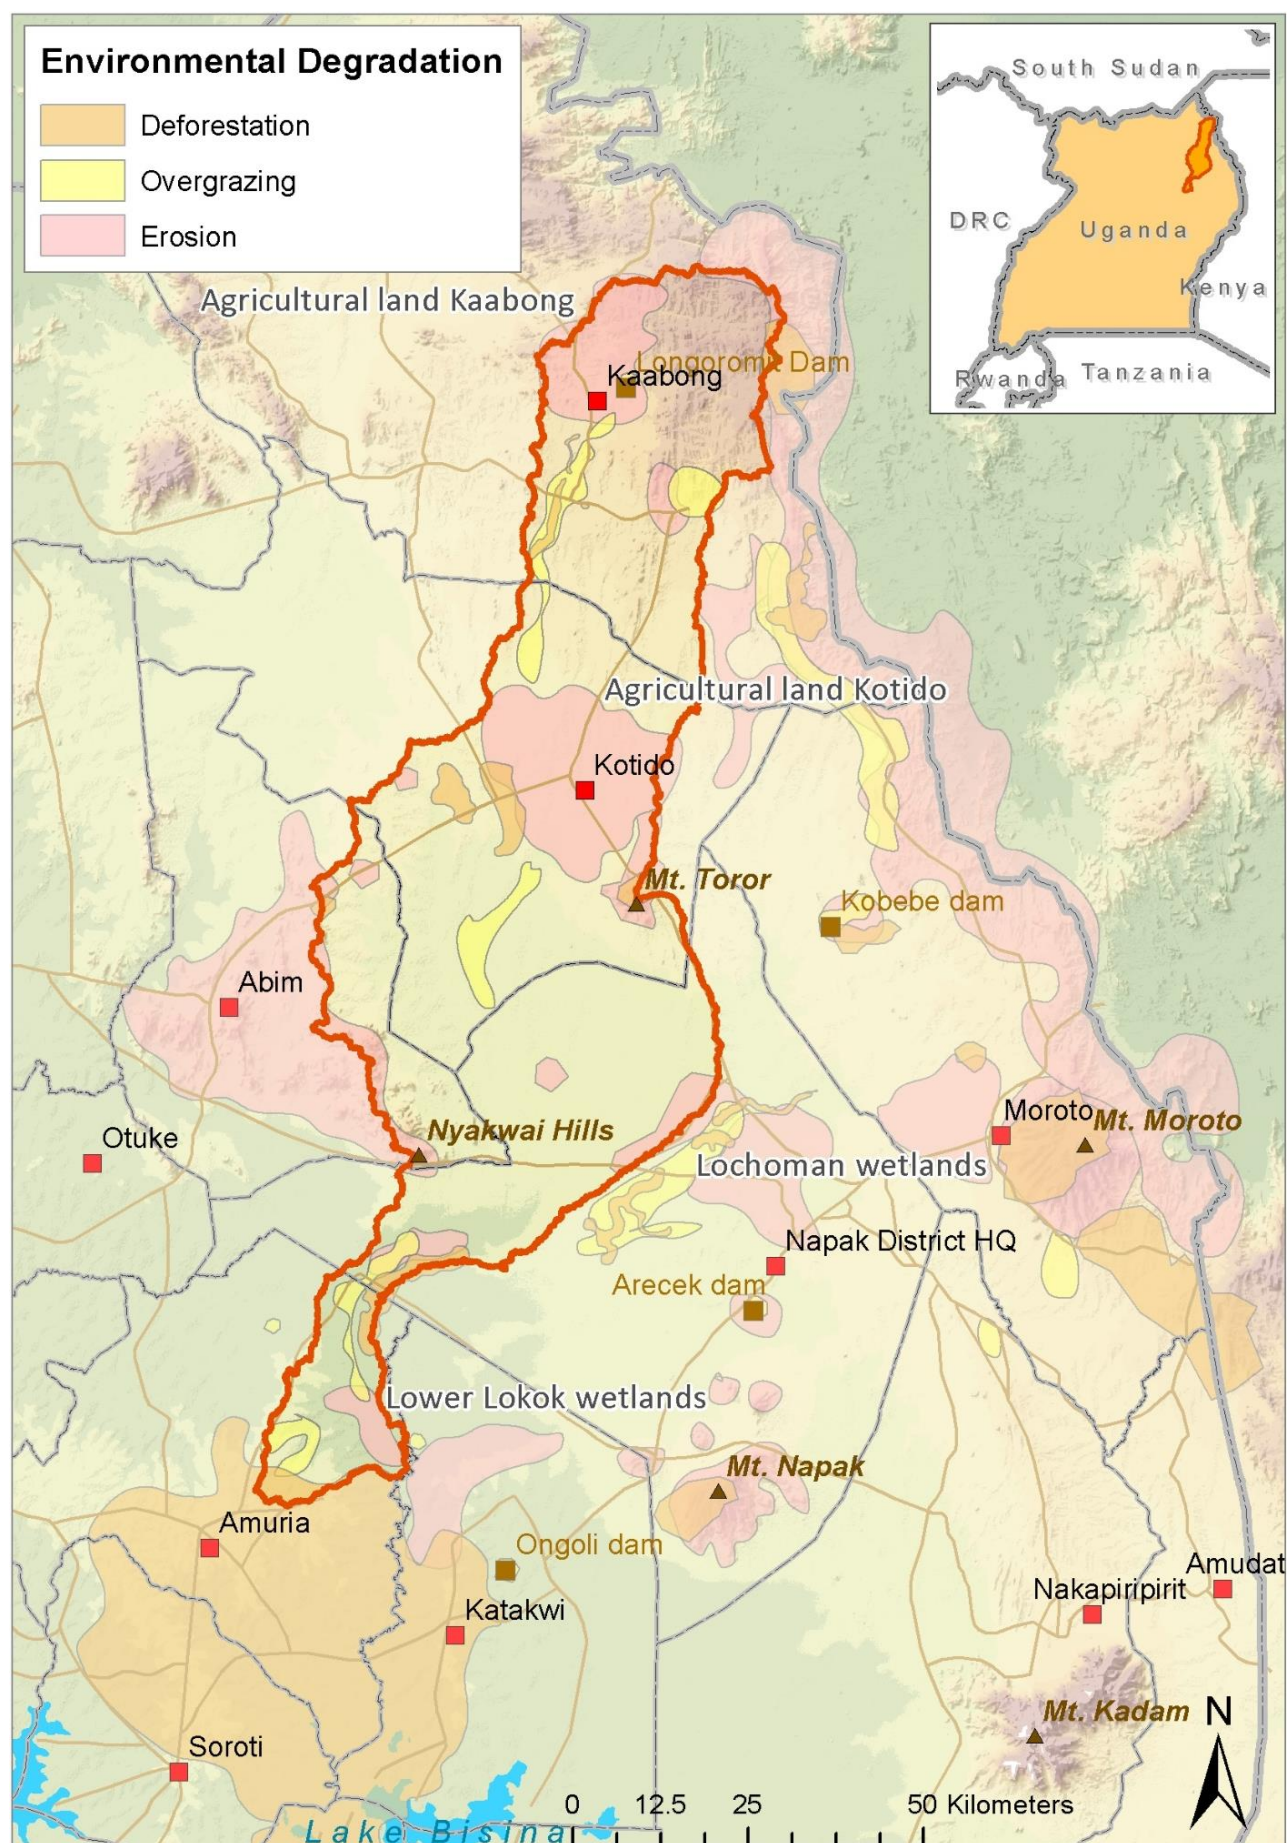 Environmental Degradation
Deforestation
Overgrazing
Erosion
South Sudan
DRC
Uganda
Kenya
Rwanda
Tanzania
Agricultural land Kaabong
Longoromit Dam
Kaabong
Agricultural land Kotido
Kotido
Mt. Toror
Kobebe dam
Abim
Moroto
Mt. Moroto
Nyakwai Hills
Otuke
Lochoman wetlands
Napak District HQ
Arecek dam
Lower Lokok wetlands
Mt. Napak
Amuria
Ongoli dam
Amudat
Nakapiripirit
Katakwi
Mt. Kadam
N
Soroti
0 12.5 25 50 Kilometers
Lake Bisina